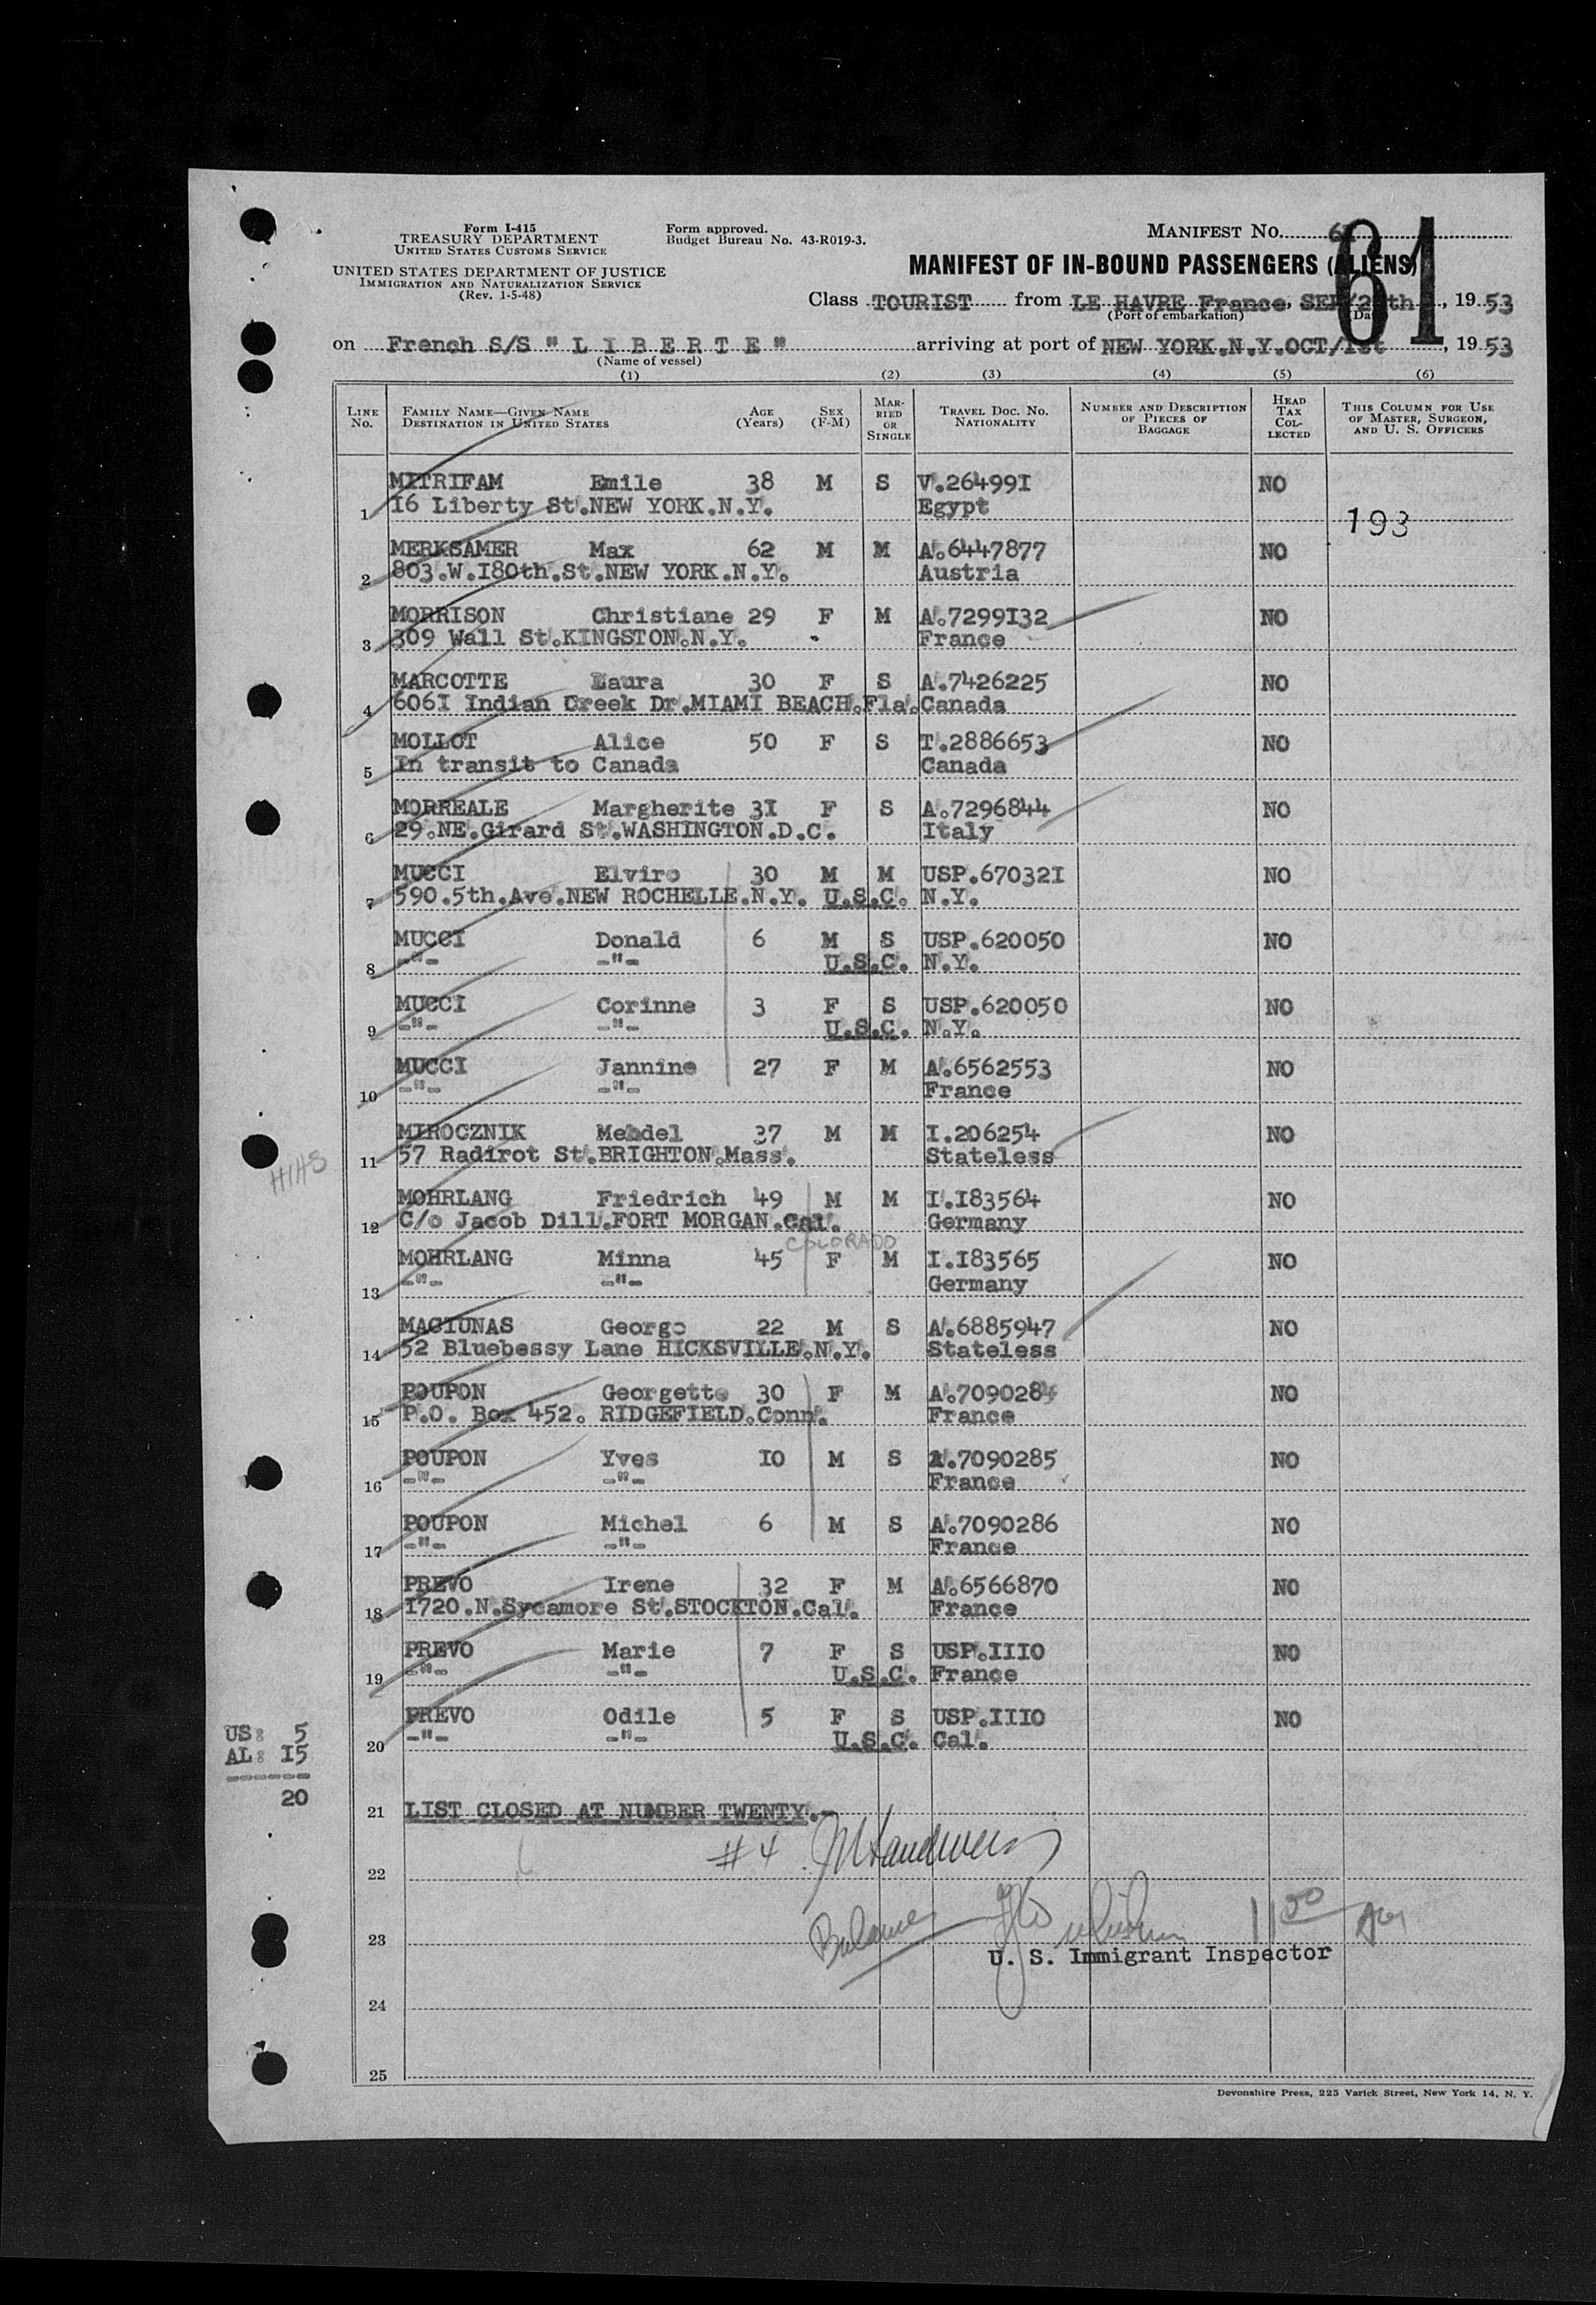 Form I-415
TREASURY DEPARTMENT
UNITED STATES CUSTOMS SERVICE
UNITED STATES DEPARTMENT OF JUSTICE
IMMIGRATION AND NATURALIZATION SERVICE
(Rev. 1-5-48)
Form approved.
Budget Bureau No. 43-R019-3.
MANIFEST No. 61
61
MANIFEST OF IN-BOUND PASSENGERS (ALIENS)
Class TOURIST from LE HAVRE France, 1953
(Port of embarkation)
on French S/S "LIBERTE" arriving at port of NEW YORK.N.Y.OCT/1st, 1953
(Name of vessel)
(1) (2) (3) (4) (5) (6)
LINE No. FAMILY NAME—GIVEN NAME DESTINATION IN UNITED STATES AGE (Years) SEX (F-M) MARRIED OR SINGLE TRAVEL DOC. NO. NATIONALITY NUMBER AND DESCRIPTION OF PIECES OF BAGGAGE HEAD TAX COLLECTED THIS COLUMN FOR USE OF MASTER, SURGEON, AND U. S. OFFICERS
MITRIFAM Emile 38 M S V.264991 NO
1 16 Liberty St.NEW YORK.N.Y. Egypt 193
MERKSAMER Max 62 M M A.6447877 NO
2 803.W.180th.St.NEW YORK.N.Y. Austria
MORRISON Christiane 29 F M A.7299132 NO
3 309 Wall St.KINGSTON.N.Y. France
MARCOTTE Laura 30 F S A.7426225 NO
4 6061 Indian Creek Dr.MIAMI BEACH.Fla. Canada
MOLLOT Alice 50 F S T.2886653 NO
5 In transit to Canada Canada
MORREALE Margherite 31 F S A.7296844 NO
6 29.NE.Girard St.WASHINGTON.D.C. Italy
MUCCI Elviro 30 M M USP.670321 NO
7 590.5th.Ave.NEW ROCHELLE.N.Y. U.S.C. N.Y.
MUCCI Donald 6 M S USP.620050 NO
8 -"- -"- U.S.C. N.Y.
MUCCI Corinne 3 F S USP.620050 NO
9 -"- -"- U.S.C. N.Y.
MUCCI Jannine 27 F M A.6562553 NO
10 -"- -"- France
MIROCZNIK Mendel 37 M M I.206254 NO
HIAS
11 57 Radirot St.BRIGHTON.Mass. Stateless
MOHRLANG Friedrich 49 M M I.183564 NO
12 C/o Jacob Dill.FORT MORGAN.Cal. Germany
COLORADO
MOHRLANG Minna 45 F M I.183565 NO
13 -"- -"- Germany
MACIUNAS George 22 M S A.6885947 NO
14 52 Bluebessy Lane HICKSVILLE.N.Y. Stateless
POUPON Georgette 30 F M A.7090284 NO
15 P.O. Box 452. RIDGEFIELD.Conn. France
POUPON Yves 10 M S A.7090285 NO
16 -"- -"- France
POUPON Michel 6 M S A.7090286 NO
17 -"- -"- France
PREVO Irene 32 F M A.6566870 NO
18 1720.N.Sycamore St.STOCKTON.Cal. France
PREVO Marie 7 F S USP.1110 NO
19 -"- -"- U.S.C. France
PREVO Odile 5 F S USP.1110 NO
20 -"- -"- U.S.C. Cal.
US: 5
AL: 15
------
20
21 LIST CLOSED AT NUMBER TWENTY.-
22 #4
23 Balance
U. S. Immigrant Inspector
24
25
Devonshire Press, 225 Varick Street, New York 14, N. Y.